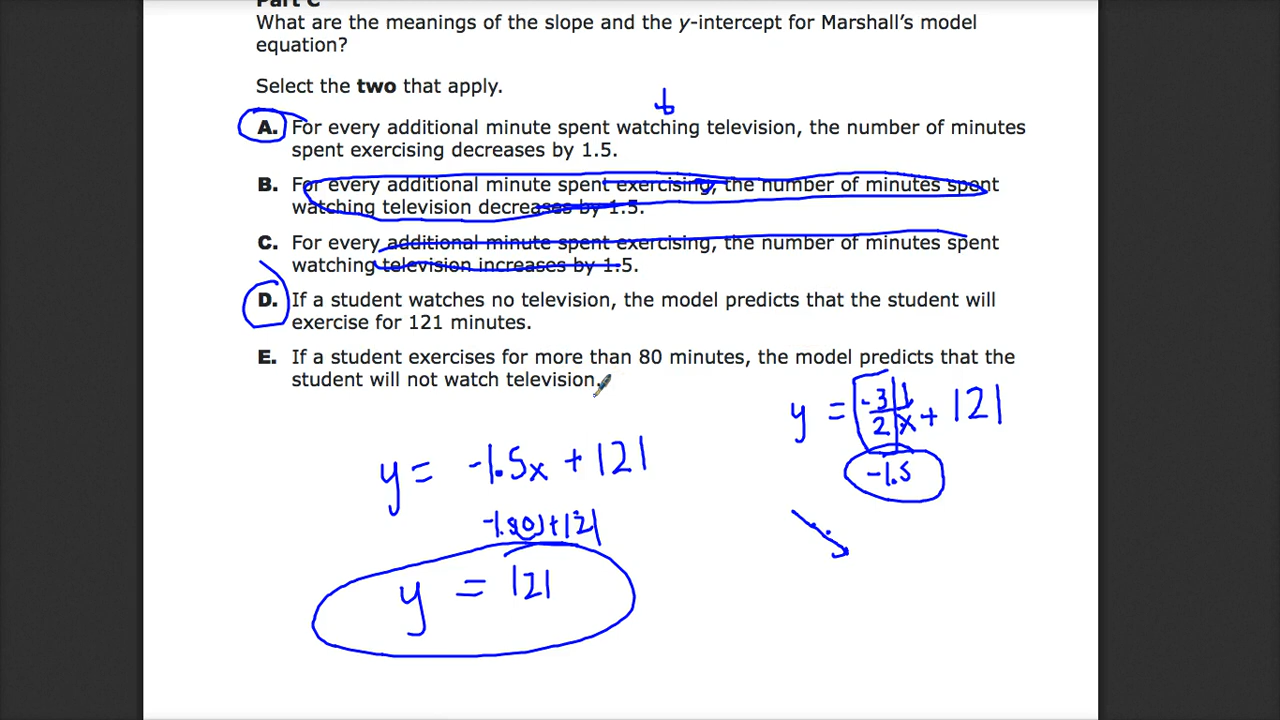 Part C
What are the meanings of the slope and the y-intercept for Marshall's model
equation?
Select the two that apply.
A. For every additional minute spent watching television, the number of minutes
spent exercising decreases by 1.5.
B. For every additional minute spent exercising, the number of minutes spent
watching television decreases by 1.5.
C. For every additional minute spent exercising, the number of minutes spent
watching television increases by 1.5.
D. If a student watches no television, the model predicts that the student will
exercise for 121 minutes.
E. If a student exercises for more than 80 minutes, the model predicts that the
student will not watch television.
y = -3/2 x + 121
-1.5
y = -1.5x + 121
y = 121